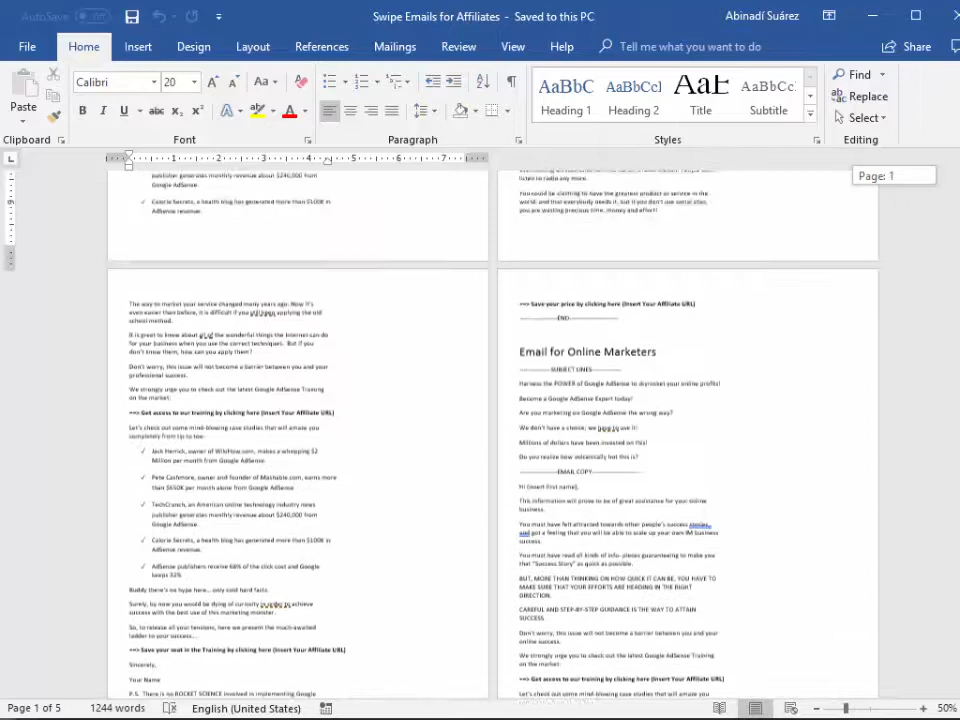 AutoSave Off
Swipe Emails for Affiliates - Saved to this PC
Abinadí Suárez
File Home Insert Design Layout References Mailings Review View Help Tell me what you want to do Share
Paste
Calibri 20
Clipboard Font Paragraph Styles Editing
AaBbC AaBbCcI AaE AaBbCc.
Heading 1 Heading 2 Title Subtitle
Find
Replace
Select
1 2 3 4 5 6 7
Page: 1
publisher generates monthly revenue about $240,000 from
Google AdSense
✓ Calorie Secrets, a health blog has generated more than $100K in
AdSense revenue.
listen to radio any more.
You could be claiming to have the greatest product or service in the
world and that everybody needs it, but if you don't use
you are wasting precious time, money and effort!
The way to market your service changed many years ago. Now it's
even easier than before, it is difficult if you still keep applying the old
school method.
It is great to know about all of the wonderful things the Internet can do
for your business when you use the correct techniques. But if you
don't know them, how can you apply them?
Don't worry, this issue will not become a barrier between you and your
professional success.
We strongly urge you to check out the latest Google AdSense Training
on the market:
==> Get access to our training by clicking here (Insert Your Affiliate URL)
Let's check out some mind-blowing case studies that will amaze you
completely from tip to toe:
✓ Jack Herrick, owner of WikiHow.com, makes a whopping $2
Million per month from Google AdSense.
✓ Pete Cashmore, owner and founder of Mashable.com, earns more
than $650K per month alone from Google AdSense
✓ TechCrunch, an American online technology industry news
publisher generates monthly revenue about $240,000 from
Google AdSense.
✓ Calorie Secrets, a health blog has generated more than $100K in
AdSense revenue.
✓ AdSense publishers receive 68% of the click cost and Google
keeps 32%
Buddy there's no hype here... only cold hard facts.
Surely, by now you would be dying of curiosity in order to achieve
success with the best use of this marketing monster.
So, to release all your tensions, here we present the much-awaited
ladder to your success....
==> Save your seat in the Training by clicking here (Insert Your Affiliate URL)
Sincerely,
Your Name
P.S. There is no ROCKET SCIENCE involved in implementing Google
==> Save your price by clicking here (Insert Your Affiliate URL)
END
Email for Online Marketers
SUBJECT LINES
Harness the POWER of Google AdSense to skyrocket your online profits!
Become a Google AdSense Expert today!
Are you marketing on Google AdSense the wrong way?
We don't have a choice; we have to use it!
Millions of dollars have been invested on this!
Do you realize how volcanically hot this is?
EMAIL COPY
Hi (Insert first name),
This information will prove to be of great assistance for your online
business.
You must have felt attracted towards other people's success stories,
and got a feeling that you will be able to scale up your own IM business
success.
You must have read all kinds of info- pieces guaranteeing to make you
that "Success Story" as quick as possible.
BUT, MORE THAN THINKING ON HOW QUICK IT CAN BE, YOU HAVE TO
MAKE SURE THAT YOUR EFFORTS ARE HEADING IN THE RIGHT
DIRECTION.
CAREFUL AND STEP-BY-STEP GUIDANCE IS THE WAY TO ATTAIN
SUCCESS.
Don't worry, this issue will not become a barrier between you and your
online success.
We strongly urge you to check out the latest Google AdSense Training
on the market:
==> Get access to our training by clicking here (Insert Your Affiliate URL)
Let's check out some mind-blowing case studies that will amaze you
Page 1 of 5 1244 words English (United States) 50%